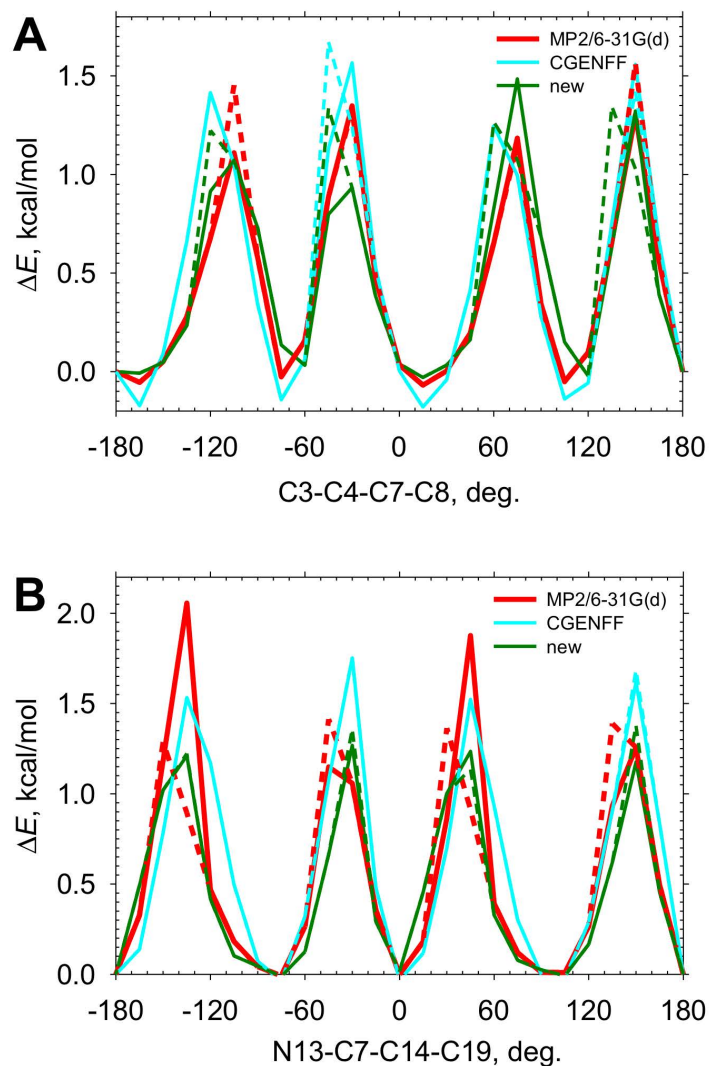 A
MP2/6-31G(d)
CGENFF
new
1.5
1.0
0.5
0.0
ΔE, kcal/mol
-180 -120 -60 0 60 120 180
C3-C4-C7-C8, deg.
B
MP2/6-31G(d)
CGENFF
new
2.0
1.5
1.0
0.5
0.0
ΔE, kcal/mol
-180 -120 -60 0 60 120 180
N13-C7-C14-C19, deg.